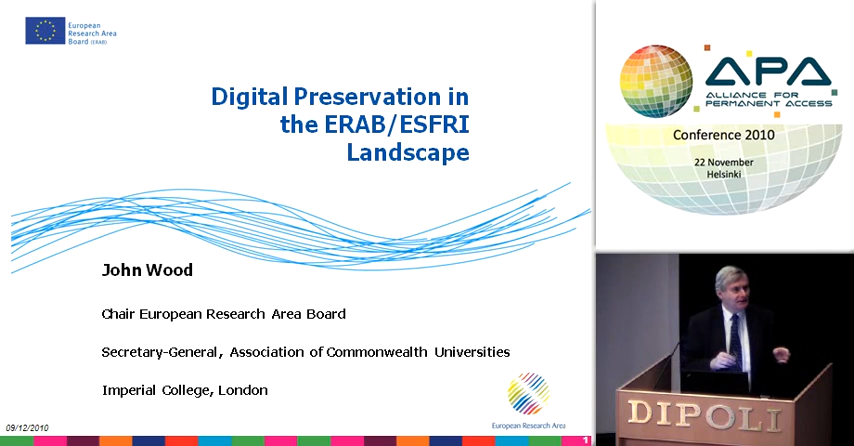 European
Research Area
Board (ERAB)
Digital Preservation in
the ERAB/ESFRI
Landscape
John Wood
Chair European Research Area Board
Secretary-General, Association of Commonwealth Universities
Imperial College, London
European Research Area
09/12/2010
1
APA
ALLIANCE FOR
PERMANENT ACCESS
Conference 2010
22 November
Helsinki
DIPOLI